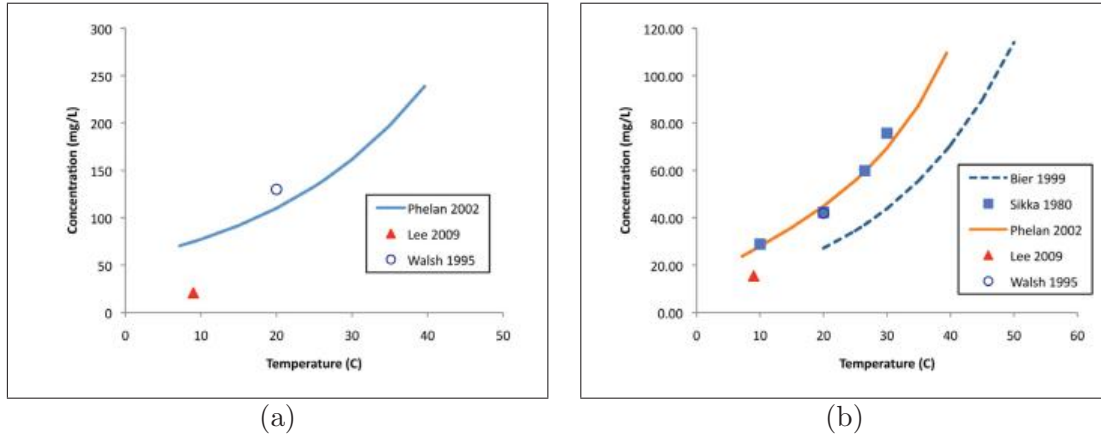 300
250
200
150
100
50
0
Concentration (mg/L)
0 10 20 30 40 50
Temperature (C)
Phelan 2002
Lee 2009
Walsh 1995
(a)
120.00
100.00
80.00
60.00
40.00
20.00
0.00
Concentration (mg/L)
0 10 20 30 40 50 60
Temperature (C)
Bier 1999
Sikka 1980
Phelan 2002
Lee 2009
Walsh 1995
(b)